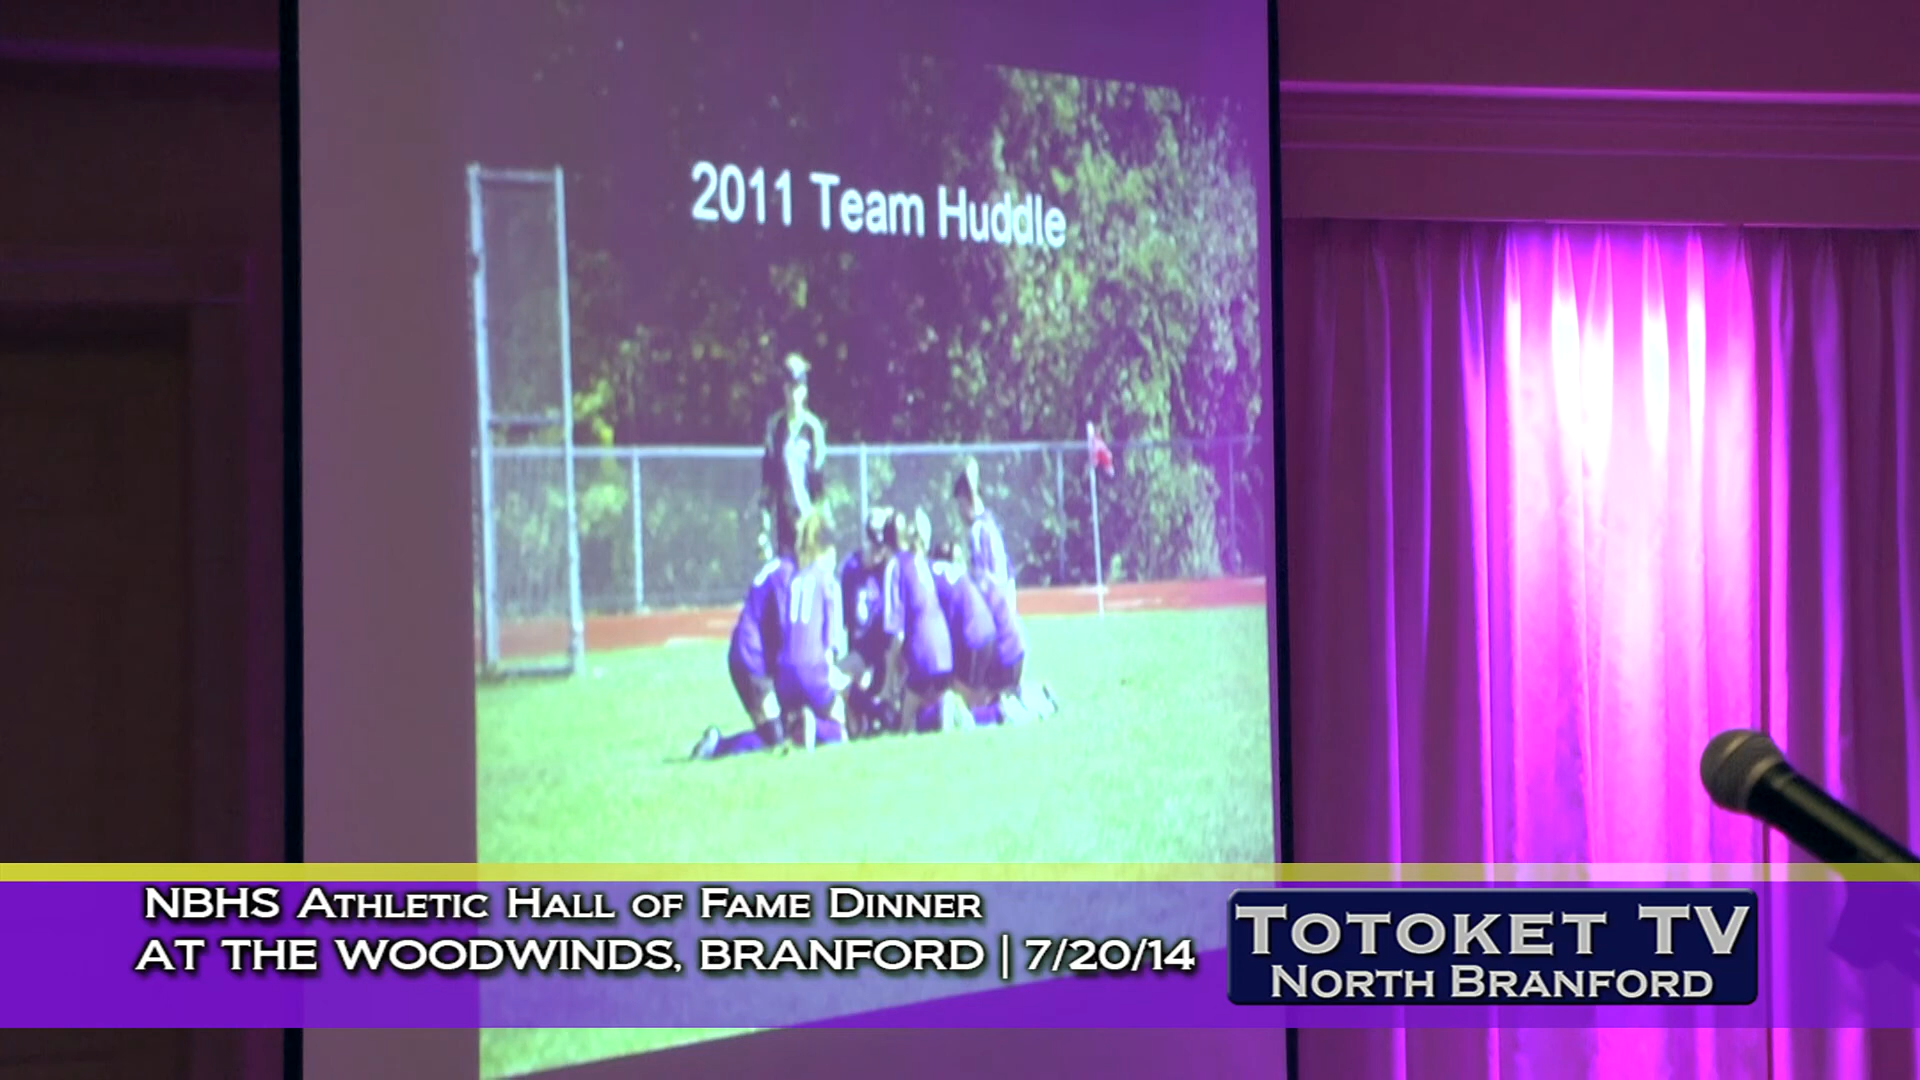 2011 Team Huddle
11
NBHS Athletic Hall of Fame Dinner
AT THE WOODWINDS, BRANFORD | 7/20/14
TOTOKET TV
NORTH BRANFORD